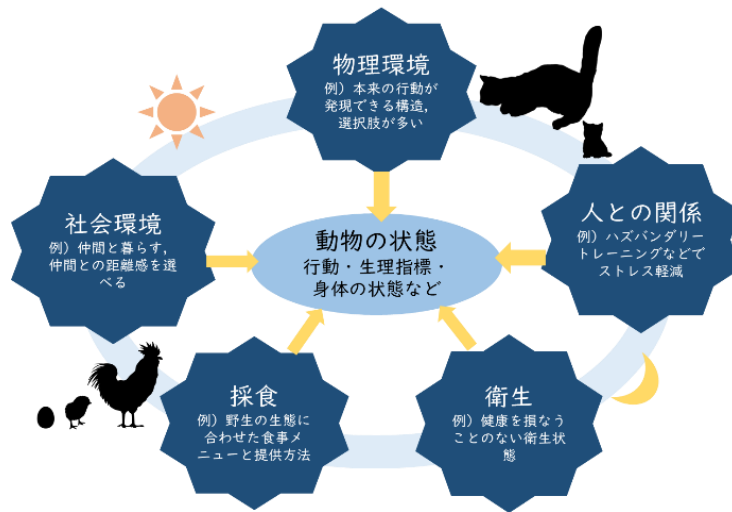 物理環境
例）本来の行動が
発現できる構造，
選択肢が多い
社会環境
例）仲間と暮らす，
仲間との距離感を選
べる
人との関係
例）ハズバンダリー
トレーニングなどで
ストレス軽減
動物の状態
行動・生理指標・
身体の状態など
採食
例）野生の生態に
合わせた食事メ
ニューと提供方法
衛生
例）健康を損なう
ことのない衛生状
態